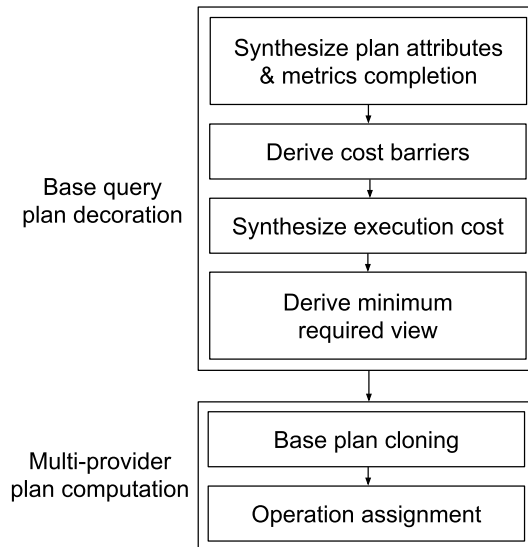 Synthesize plan attributes
& metrics completion
Derive cost barriers
Base query
plan decoration
Synthesize execution cost
Derive minimum
required view
Base plan cloning
Multi-provider
plan computation
Operation assignment